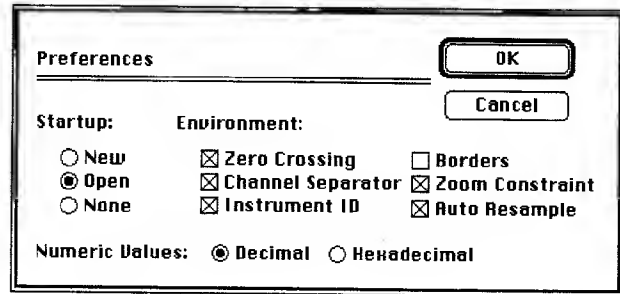 Preferences
OK
Cancel
Startup:
Environment:
New
Zero Crossing
Borders
Open
Channel Separator
Zoom Constraint
None
Instrument ID
Auto Resample
Numeric Values:
Decimal
Hexadecimal